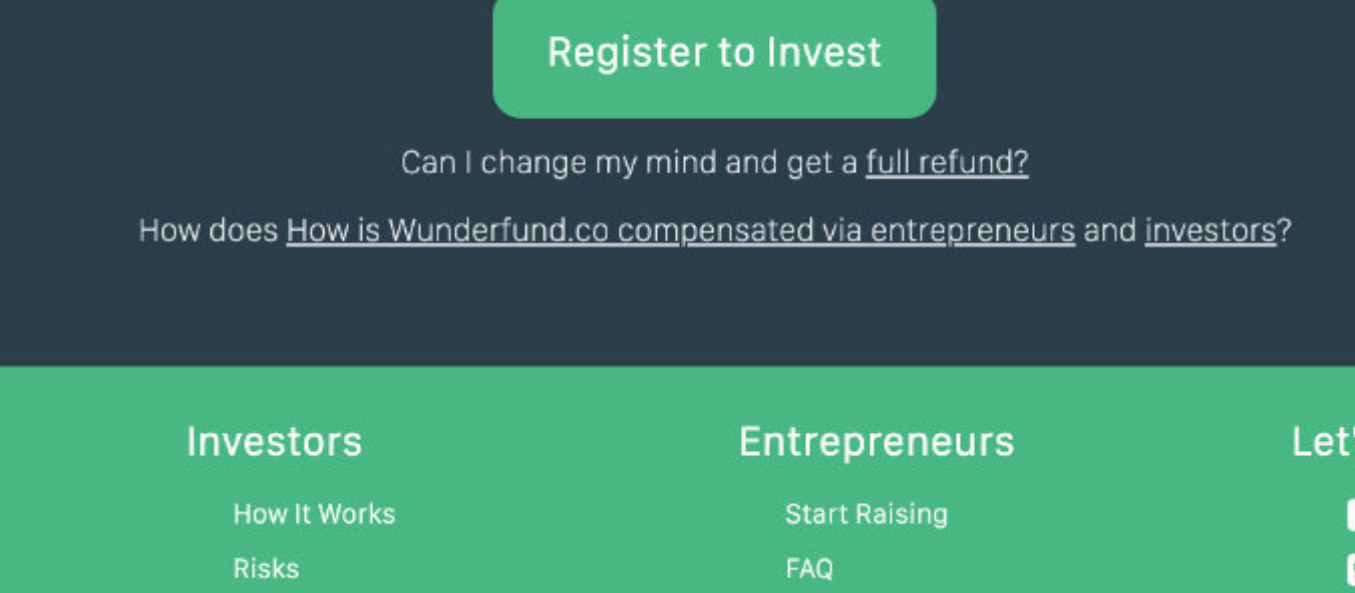 Register to Invest
Can I change my mind and get a full refund?
How does How is Wunderfund.co compensated via entrepreneurs and investors?
Investors
Entrepreneurs
Let'
How It Works
Start Raising
Risks
FAQ